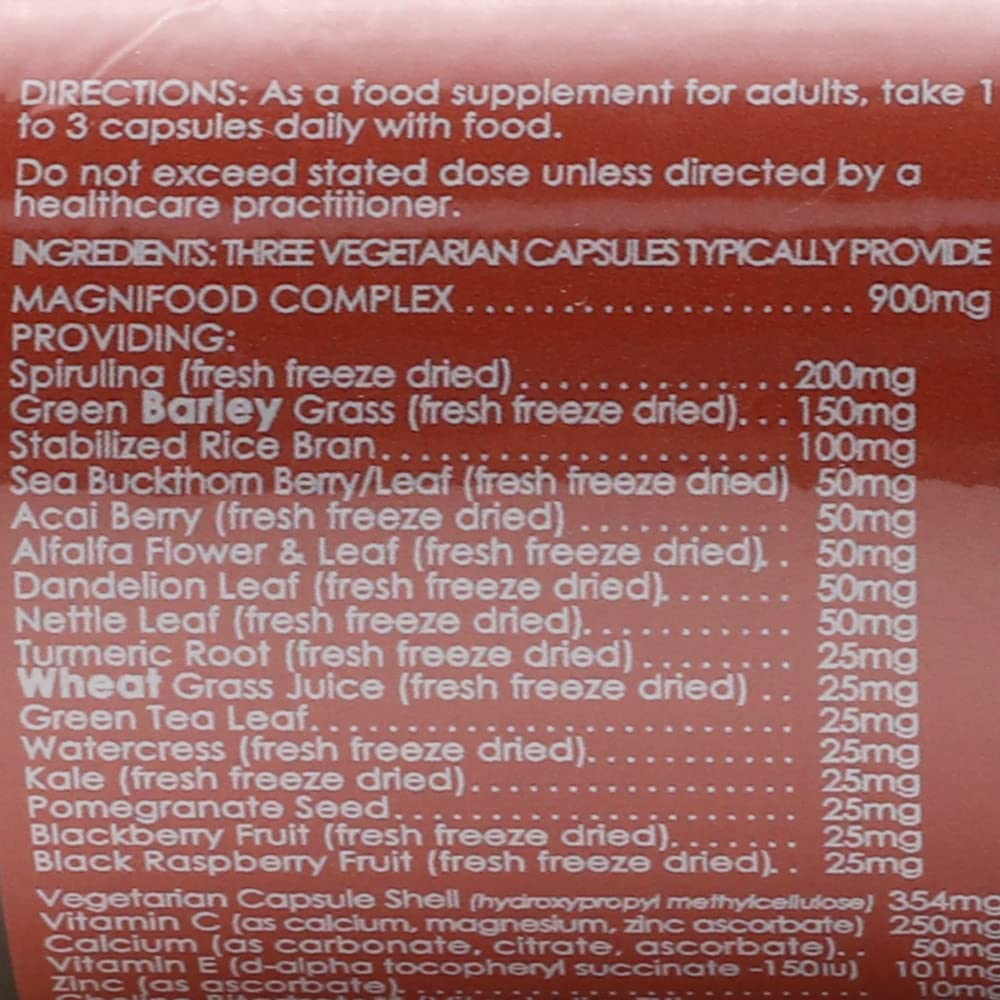 DIRECTIONS: As a food supplement for adults, take 1
to 3 capsules daily with food.
Do not exceed stated dose unless directed by a
healthcare practitioner.
INGREDIENTS: THREE VEGETARIAN CAPSULES TYPICALLY PROVIDE
MAGNIFOOD COMPLEX.................... 900mg
PROVIDING:
Spirulina (fresh freeze dried)................200mg
Green Barley Grass (fresh freeze dried)...150mg
Stabilized Rice Bran........................100mg
Sea Buckthorn Berry/Leaf (fresh freeze dried) 50mg
Acai Berry (fresh freeze dried) ............ 50mg
Alfalfa Flower & Leaf (fresh freeze dried).. 50mg
Dandelion Leaf (fresh freeze dried)........ 50mg
Nettle Leaf (fresh freeze dried)............ 50mg
Turmeric Root (fresh freeze dried)......... 25mg
Wheat Grass Juice (fresh freeze dried) .. 25mg
Green Tea Leaf............................. 25mg
Watercress (fresh freeze dried)............ 25mg
Kale (fresh freeze dried)................... 25mg
Pomegranate Seed........................ 25mg
Blackberry Fruit (fresh freeze dried)....... 25mg
Black Raspberry Fruit (fresh freeze dried).. 25mg
Vegetarian Capsule Shell (hydroxypropyl methylcellulose) 354mg
Vitamin C (as calcium, magnesium, zinc ascorbate) 250mg
Calcium (as carbonate, citrate, ascorbate).. 50mg
Vitamin E (d-alpha tocopheryl succinate -150IU) 101mg
Zinc (as ascorbate)......................... 10mg